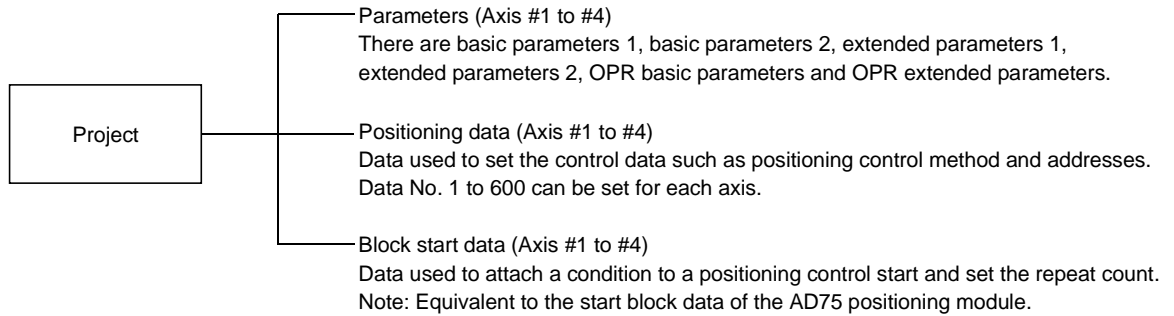 Project
Parameters (Axis #1 to #4)
There are basic parameters 1, basic parameters 2, extended parameters 1,
extended parameters 2, OPR basic parameters and OPR extended parameters.
Positioning data (Axis #1 to #4)
Data used to set the control data such as positioning control method and addresses.
Data No. 1 to 600 can be set for each axis.
Block start data (Axis #1 to #4)
Data used to attach a condition to a positioning control start and set the repeat count.
Note: Equivalent to the start block data of the AD75 positioning module.